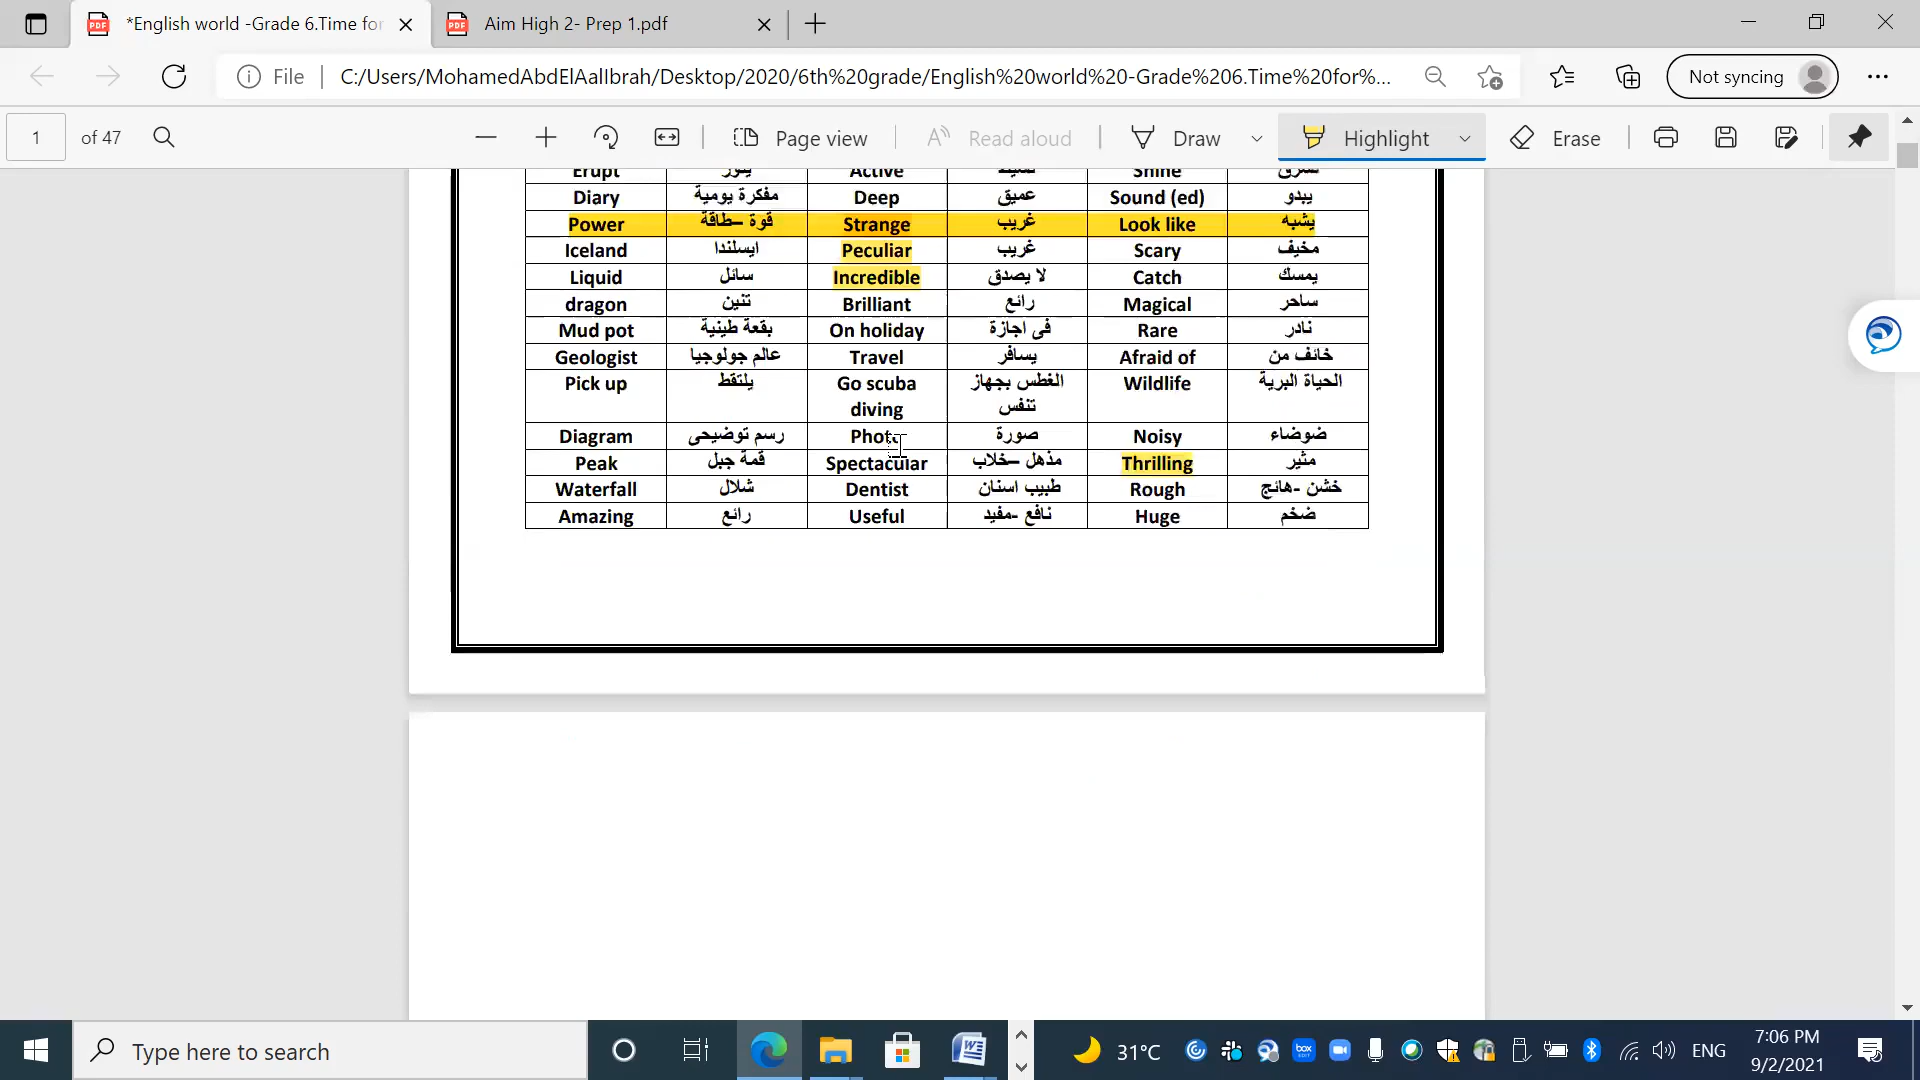 *English world -Grade 6.Time for
Aim High 2- Prep 1.pdf
File
C:/Users/MohamedAbdElAalIbrah/Desktop/2020/6th%20grade/English%20world%20-Grade%206.Time%20for%...
Not syncing
1 of 47
Page view
Read aloud
Draw
Highlight
Erase
Erupt Active Shine
Diary مفكرة يومية Deep عميق Sound (ed) يبدو
Power قوة –طاقة Strange غريب Look like يشبه
Iceland ايسلندا Peculiar غريب Scary مخيف
Liquid سائل Incredible لا يصدق Catch يمسك
dragon تنين Brilliant رائع Magical ساحر
Mud pot بقعة طينية On holiday فى اجازة Rare نادر
Geologist عالم جولوجيا Travel يسافر Afraid of خائف من
Pick up يلتقط Go scuba الغطس بجهاز Wildlife الحياة البرية
diving تنفس
Diagram رسم توضيحى Photo صورة Noisy ضوضاء
Peak قمة جبل Spectacular مذهل –خلاب Thrilling مثير
Waterfall شلال Dentist طبيب اسنان Rough خشن -هائج
Amazing رائع Useful نافع -مفيد Huge ضخم
Type here to search
31°C
ENG
7:06 PM
9/2/2021